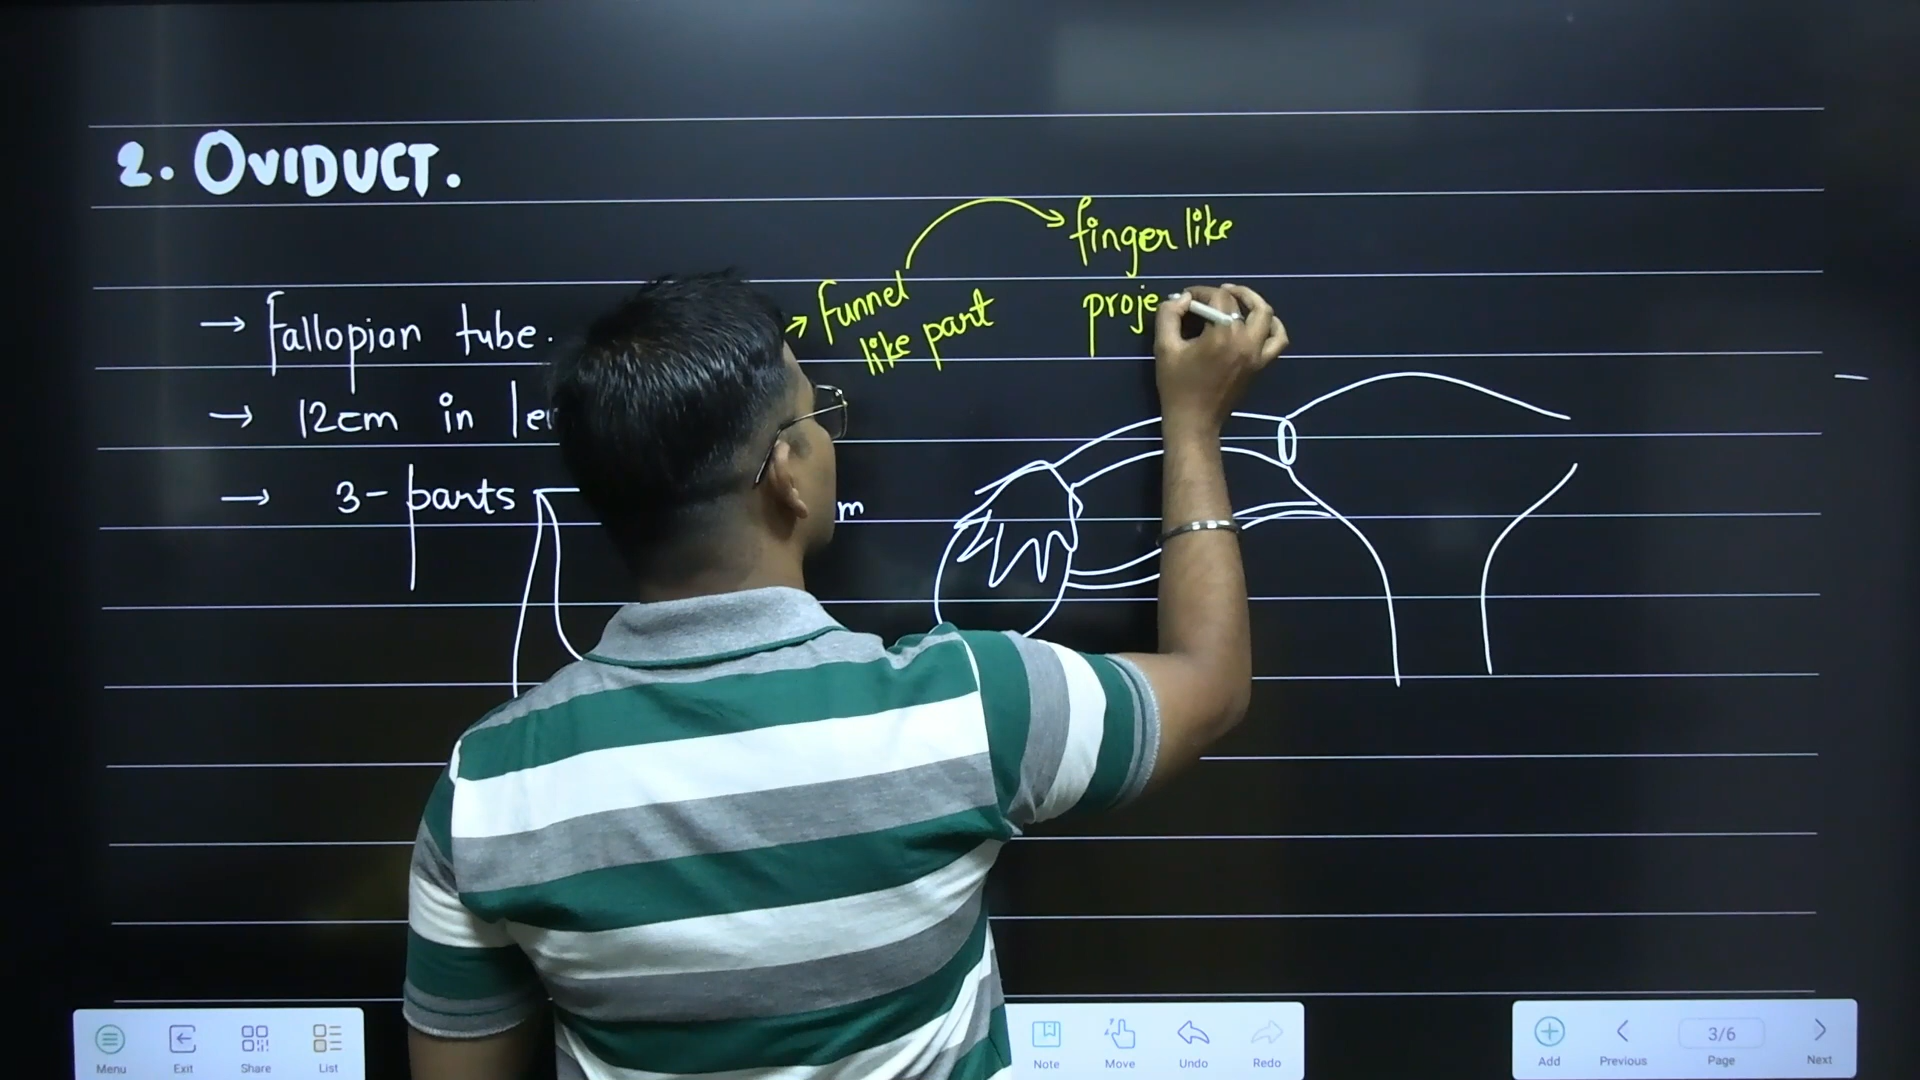 2. OVIDUCT.
finger like
proje
→ Funnel
like part
→ Fallopian tube.
→ 12cm in le
→ 3-parts
m
Menu Exit Share List
Note Move Undo Redo
Add Previous 3/6 Page Next